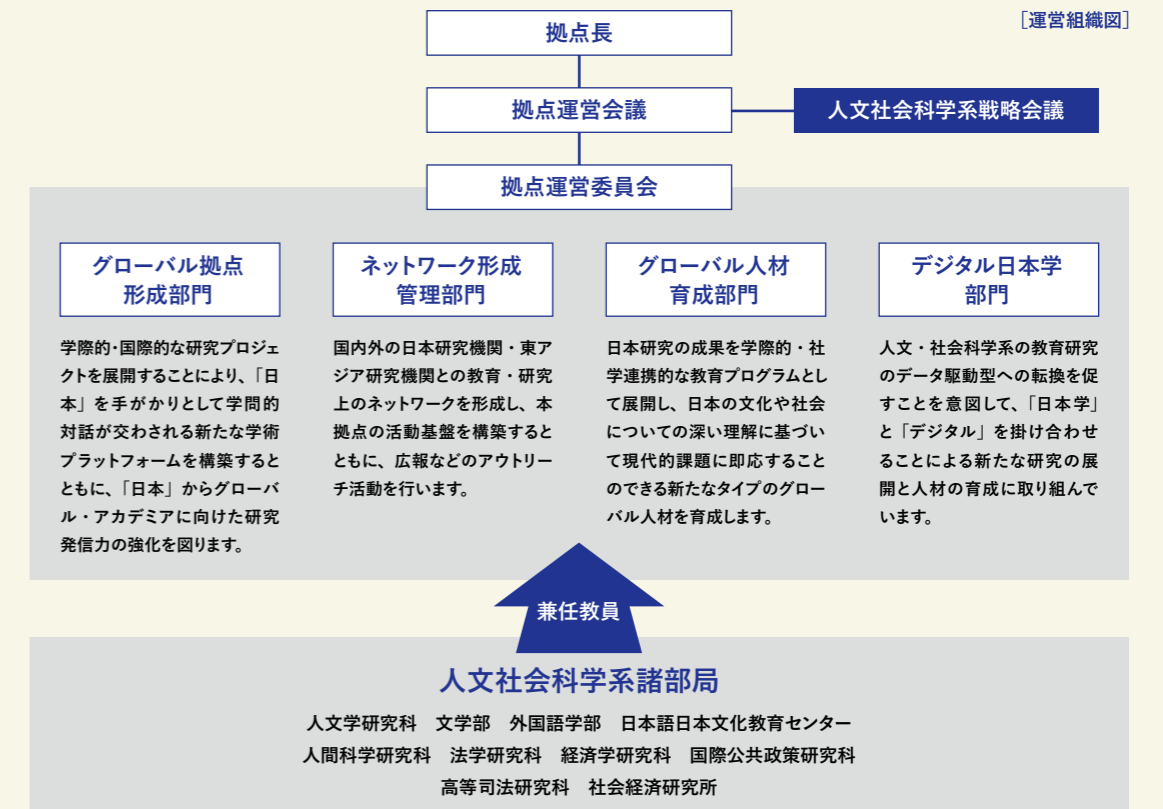 ［運営組織図］
拠点長
拠点運営会議
人文社会科学系戦略会議
拠点運営委員会
グローバル拠点
形成部門
学際的・国際的な研究プロジェ
クトを展開することにより、「日
本」を手がかりとして学問的
対話が交わされる新たな学術
プラットフォームを構築すると
ともに、「日本」からグローバ
ル・アカデミアに向けた研究
発信力の強化を図ります。
ネットワーク形成
管理部門
国内外の日本研究機関・東ア
ジア研究機関との教育・研究
上のネットワークを形成し、本
拠点の活動基盤を構築すると
ともに、広報などのアウトリー
チ活動を行います。
グローバル人材
育成部門
日本研究の成果を学際的・社
学連携的な教育プログラムとし
て展開し、日本の文化や社会
についての深い理解に基づい
て現代的課題に即応すること
のできる新たなタイプのグロー
バル人材を育成します。
デジタル日本学
部門
人文・社会科学系の教育研究
のデータ駆動型への転換を促
すことを意図して、「日本学」
と「デジタル」を掛け合わせ
ることによる新たな研究の展
開と人材の育成に取り組んで
います。
兼任教員
人文社会科学系諸部局
人文学研究科　文学部　外国語学部　日本語日本文化教育センター
人間科学研究科　法学研究科　経済学研究科　国際公共政策研究科
高等司法研究科　社会経済研究所